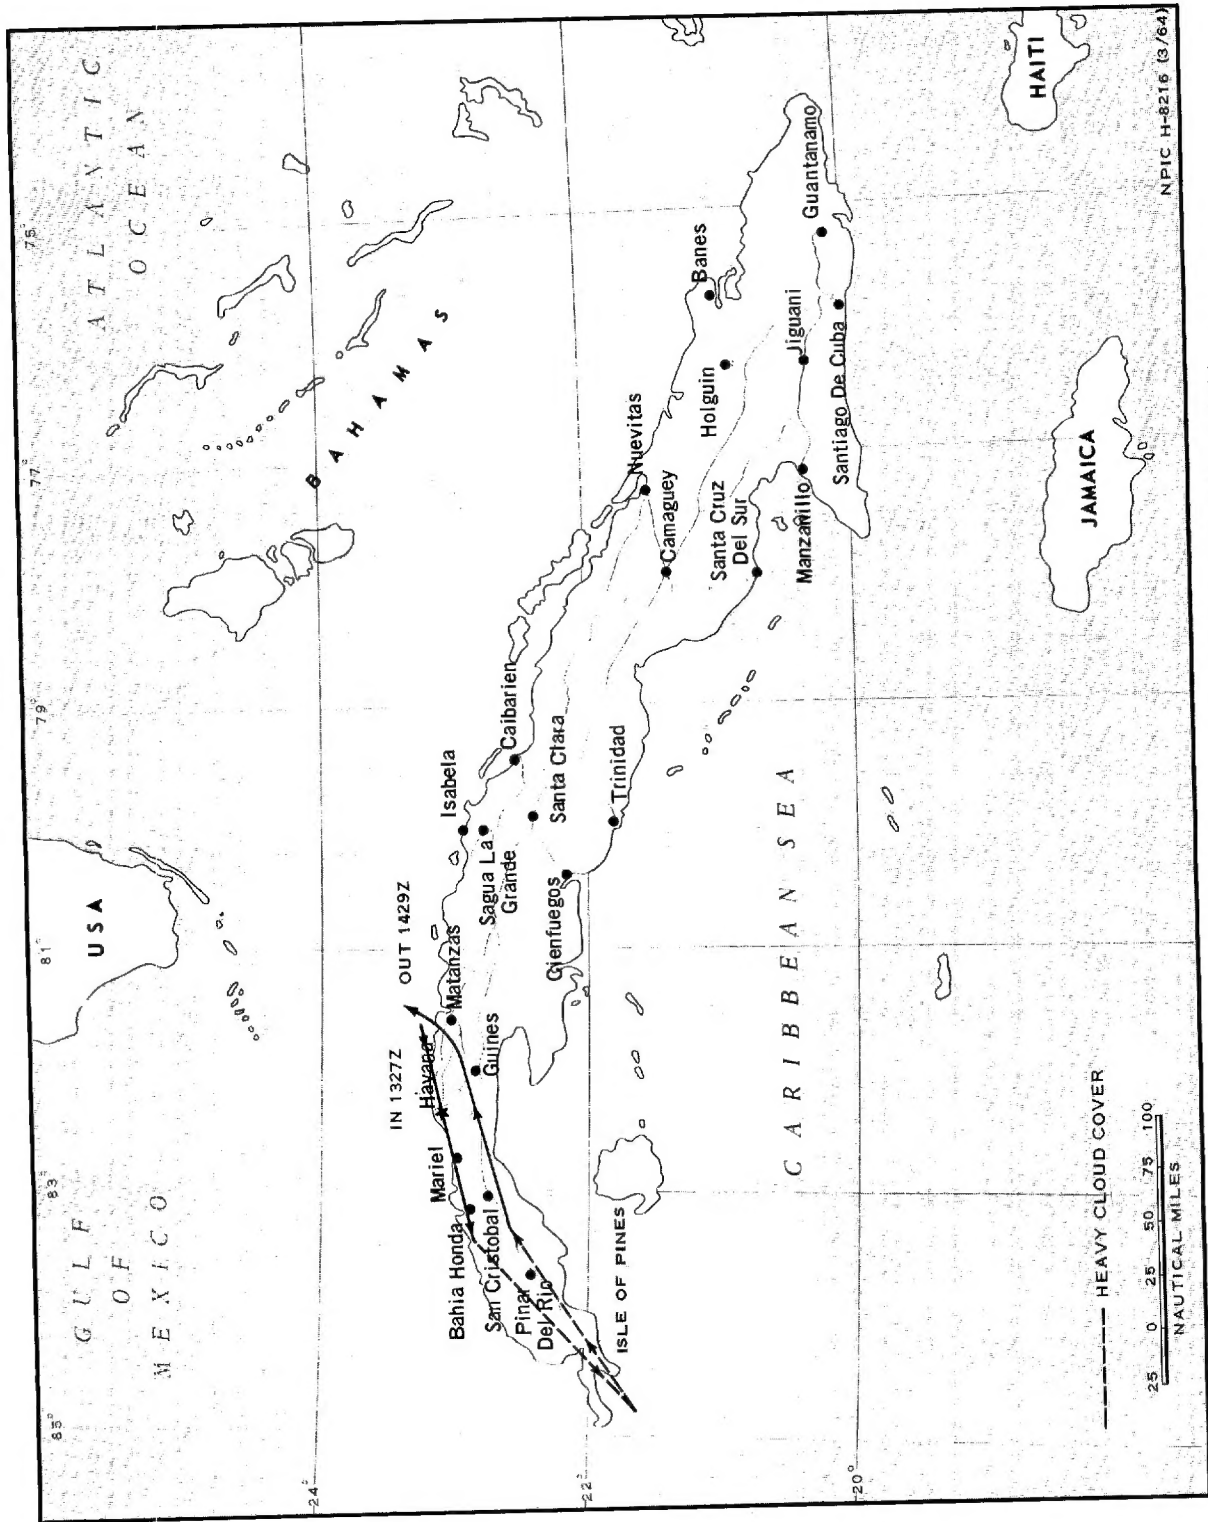 85°
83°
81°
79°
77°
75°
GULF
OF
MEXICO
USA
ATLANTIC
OCEAN
BAHAMAS
24°
22°
20°
IN 1327Z
OUT 1429Z
Havana
Matanzas
Mariel
Guines
Bahia Honda
San Cristobal
Pinar
Del Rio
ISLE OF PINES
Isabela
Sagua La
Grande
Caibarien
Santa Clara
Cienfuegos
Trinidad
Nuevitas
Camaguey
Santa Cruz
Del Sur
Holguin
Banes
Jiguani
Manzanillo
Santiago De Cuba
Guantanamo
CARIBBEAN SEA
JAMAICA
HAITI
HEAVY CLOUD COVER
25 0 25 50 75 100
NAUTICAL MILES
NPIC H-8216 (3/64)